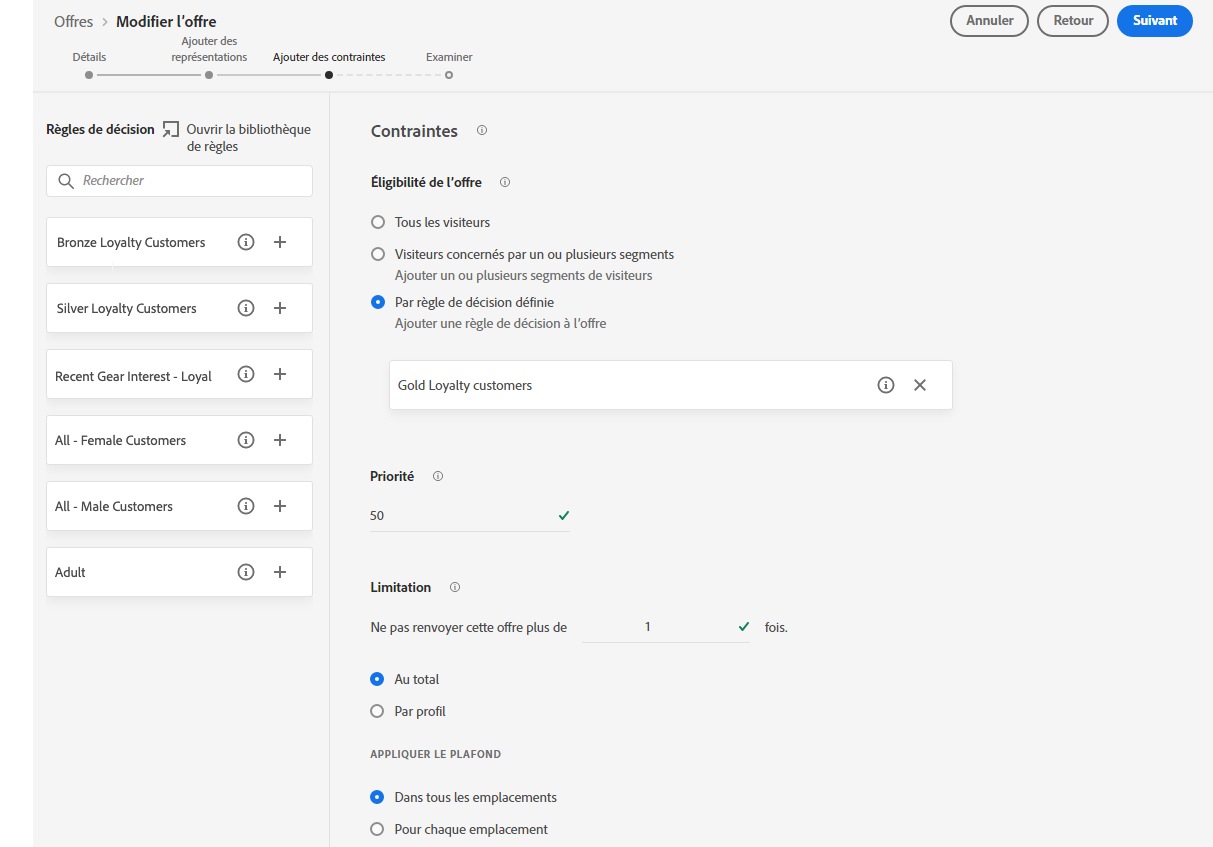 Offres > Modifier l'offre
Annuler
Retour
Suivant
Détails
Ajouter des
représentations
Ajouter des contraintes
Examiner
Règles de décision
Ouvrir la bibliothèque
de règles
Rechercher
Bronze Loyalty Customers
Silver Loyalty Customers
Recent Gear Interest - Loyal
All - Female Customers
All - Male Customers
Adult
Contraintes
Éligibilité de l'offre
Tous les visiteurs
Visiteurs concernés par un ou plusieurs segments
Ajouter un ou plusieurs segments de visiteurs
Par règle de décision définie
Ajouter une règle de décision à l'offre
Gold Loyalty customers
Priorité
50
Limitation
Ne pas renvoyer cette offre plus de 1 fois.
Au total
Par profil
APPLIQUER LE PLAFOND
Dans tous les emplacements
Pour chaque emplacement